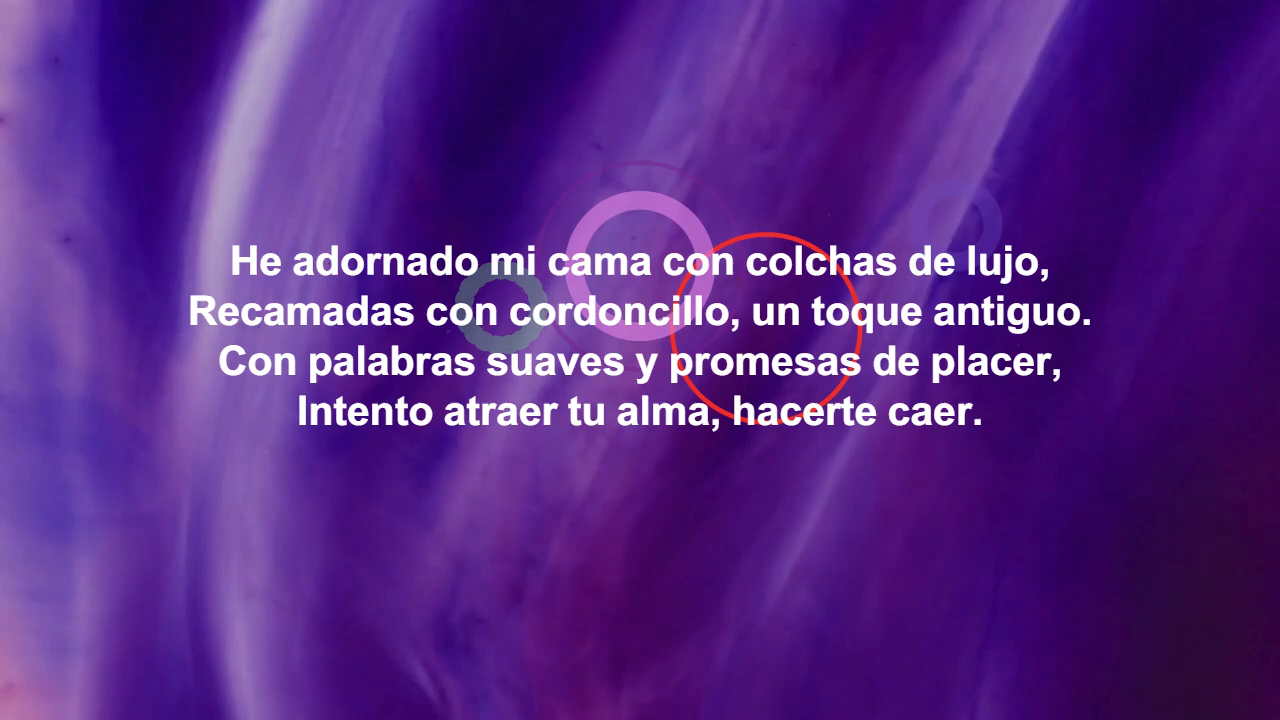 He adornado mi cama con colchas de lujo,
Recamadas con cordoncillo, un toque antiguo.
Con palabras suaves y promesas de placer,
Intento atraer tu alma, hacerte caer.